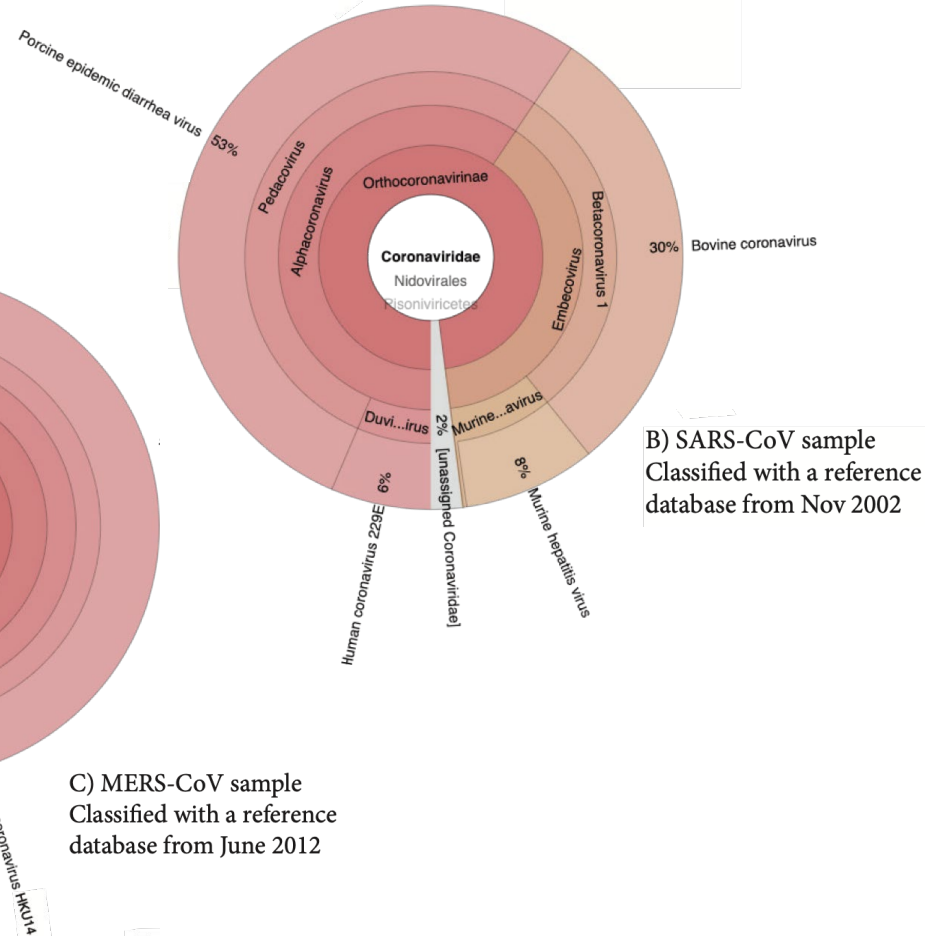 Porcine epidemic diarrhea virus
53%
Pedacovirus
Alphacoronavirus
Orthocoronavirinae
Coronaviridae
Nidovirales
Pisoniviricetes
Embecovirus
Betacoronavirus 1
30% Bovine coronavirus
Duvi...irus
2%
Murine...avirus
6%
[unassigned Coronaviridae]
8%
Human coronavirus 229E
Murine hepatitis virus
B) SARS-CoV sample
Classified with a reference
database from Nov 2002
C) MERS-CoV sample
Classified with a reference
database from June 2012
HKU14